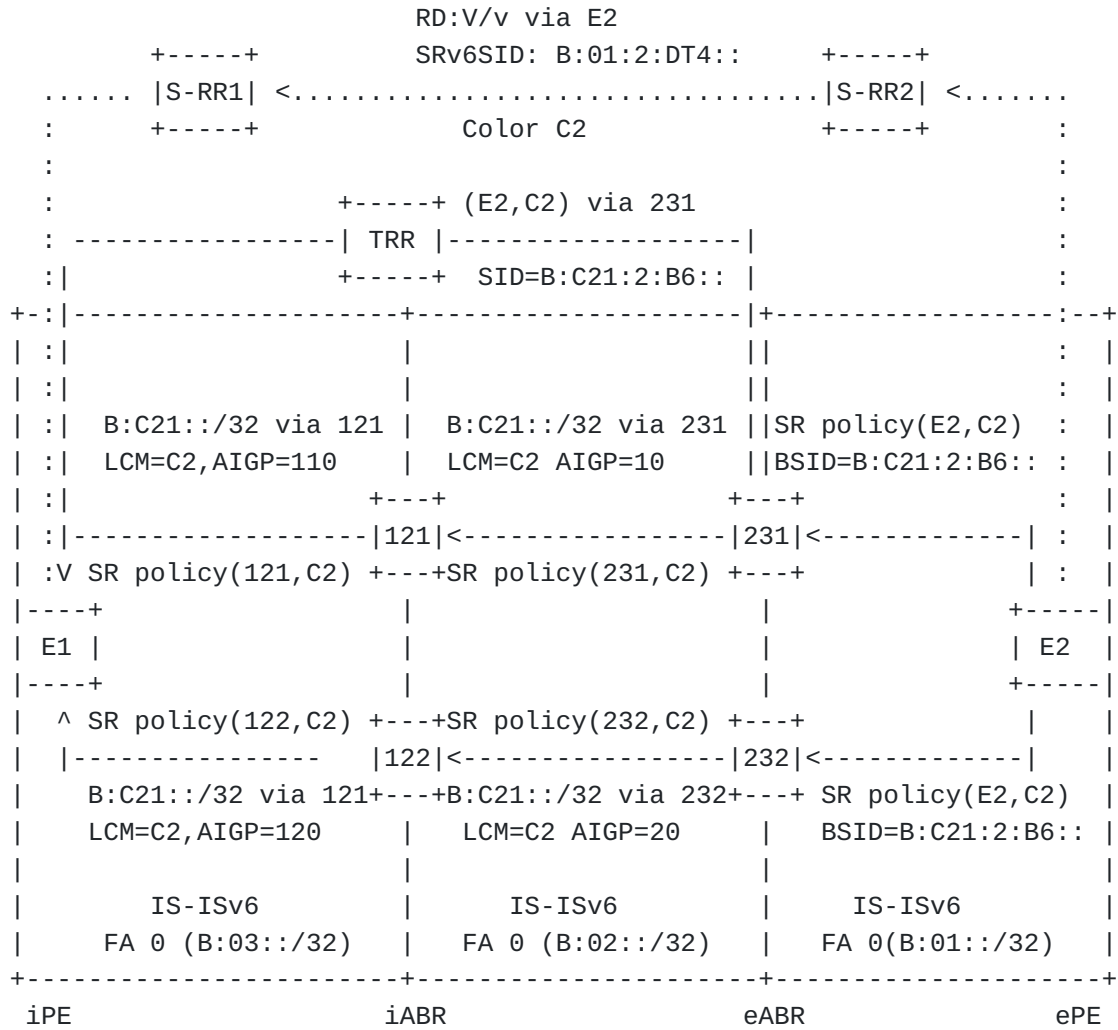 RD:V/v via E2
         +-----+          SRv6SID: B:01:2:DT4::     +-----+
  ...... |S-RR1| <..................................|S-RR2| <.......
  :      +-----+             Color C2               +-----+        :
  :                                                                :
  :                  +-----+ (E2,C2) via 231                       :
  : -----------------| TRR |-------------------|                   :
  :|                 +-----+  SID=B:C21:2:B6:: |                   :
+-:|---------------------+---------------------|+------------------:--+
| :|                     |                     ||                  :  |
| :|                     |                     ||                  :  |
| :|  B:C21::/32 via 121 |  B:C21::/32 via 231 ||SR policy(E2,C2)  :  |
| :|  LCM=C2,AIGP=110    |  LCM=C2 AIGP=10     ||BSID=B:C21:2:B6:: :  |
| :|                   +---+                  +---+                :  |
| :|-------------------|121|<-----------------|231|<-------------| :  |
| :V SR policy(121,C2) +---+SR policy(231,C2) +---+              | :  |
|----+                   |                      |               +-----|
| E1 |                   |                      |               | E2  |
|----+                   |                      |               +-----|
|  ^ SR policy(122,C2) +---+SR policy(232,C2) +---+              |    |
|  |----------------   |122|<-----------------|232|<-------------|    |
|    B:C21::/32 via 121+---+B:C21::/32 via 232+---+ SR policy(E2,C2)  |
|    LCM=C2,AIGP=120     |   LCM=C2 AIGP=20     |   BSID=B:C21:2:B6:: |
|                        |                      |                     |
|        IS-ISv6         |      IS-ISv6         |     IS-ISv6         |
|     FA 0 (B:03::/32)   |   FA 0 (B:02::/32)   |   FA 0(B:01::/32)   |
+------------------------+----------------------+---------------------+
 iPE                    iABR                   eABR                ePE